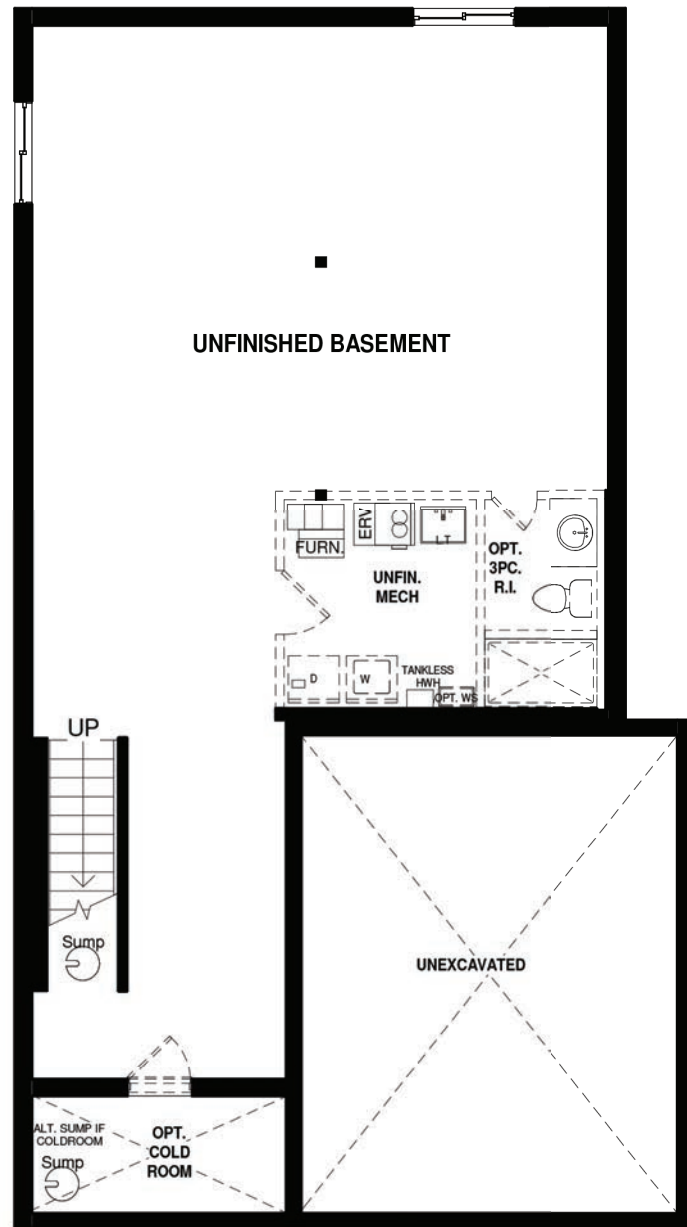 UNFINISHED BASEMENT
FURN.
ERV
LT
UNFIN.
MECH
OPT.
3PC.
R.I.
D
W
TANKLESS
HWH
OPT. WS
UP
Sump
UNEXCAVATED
ALT. SUMP IF
COLDROOM
Sump
OPT.
COLD
ROOM